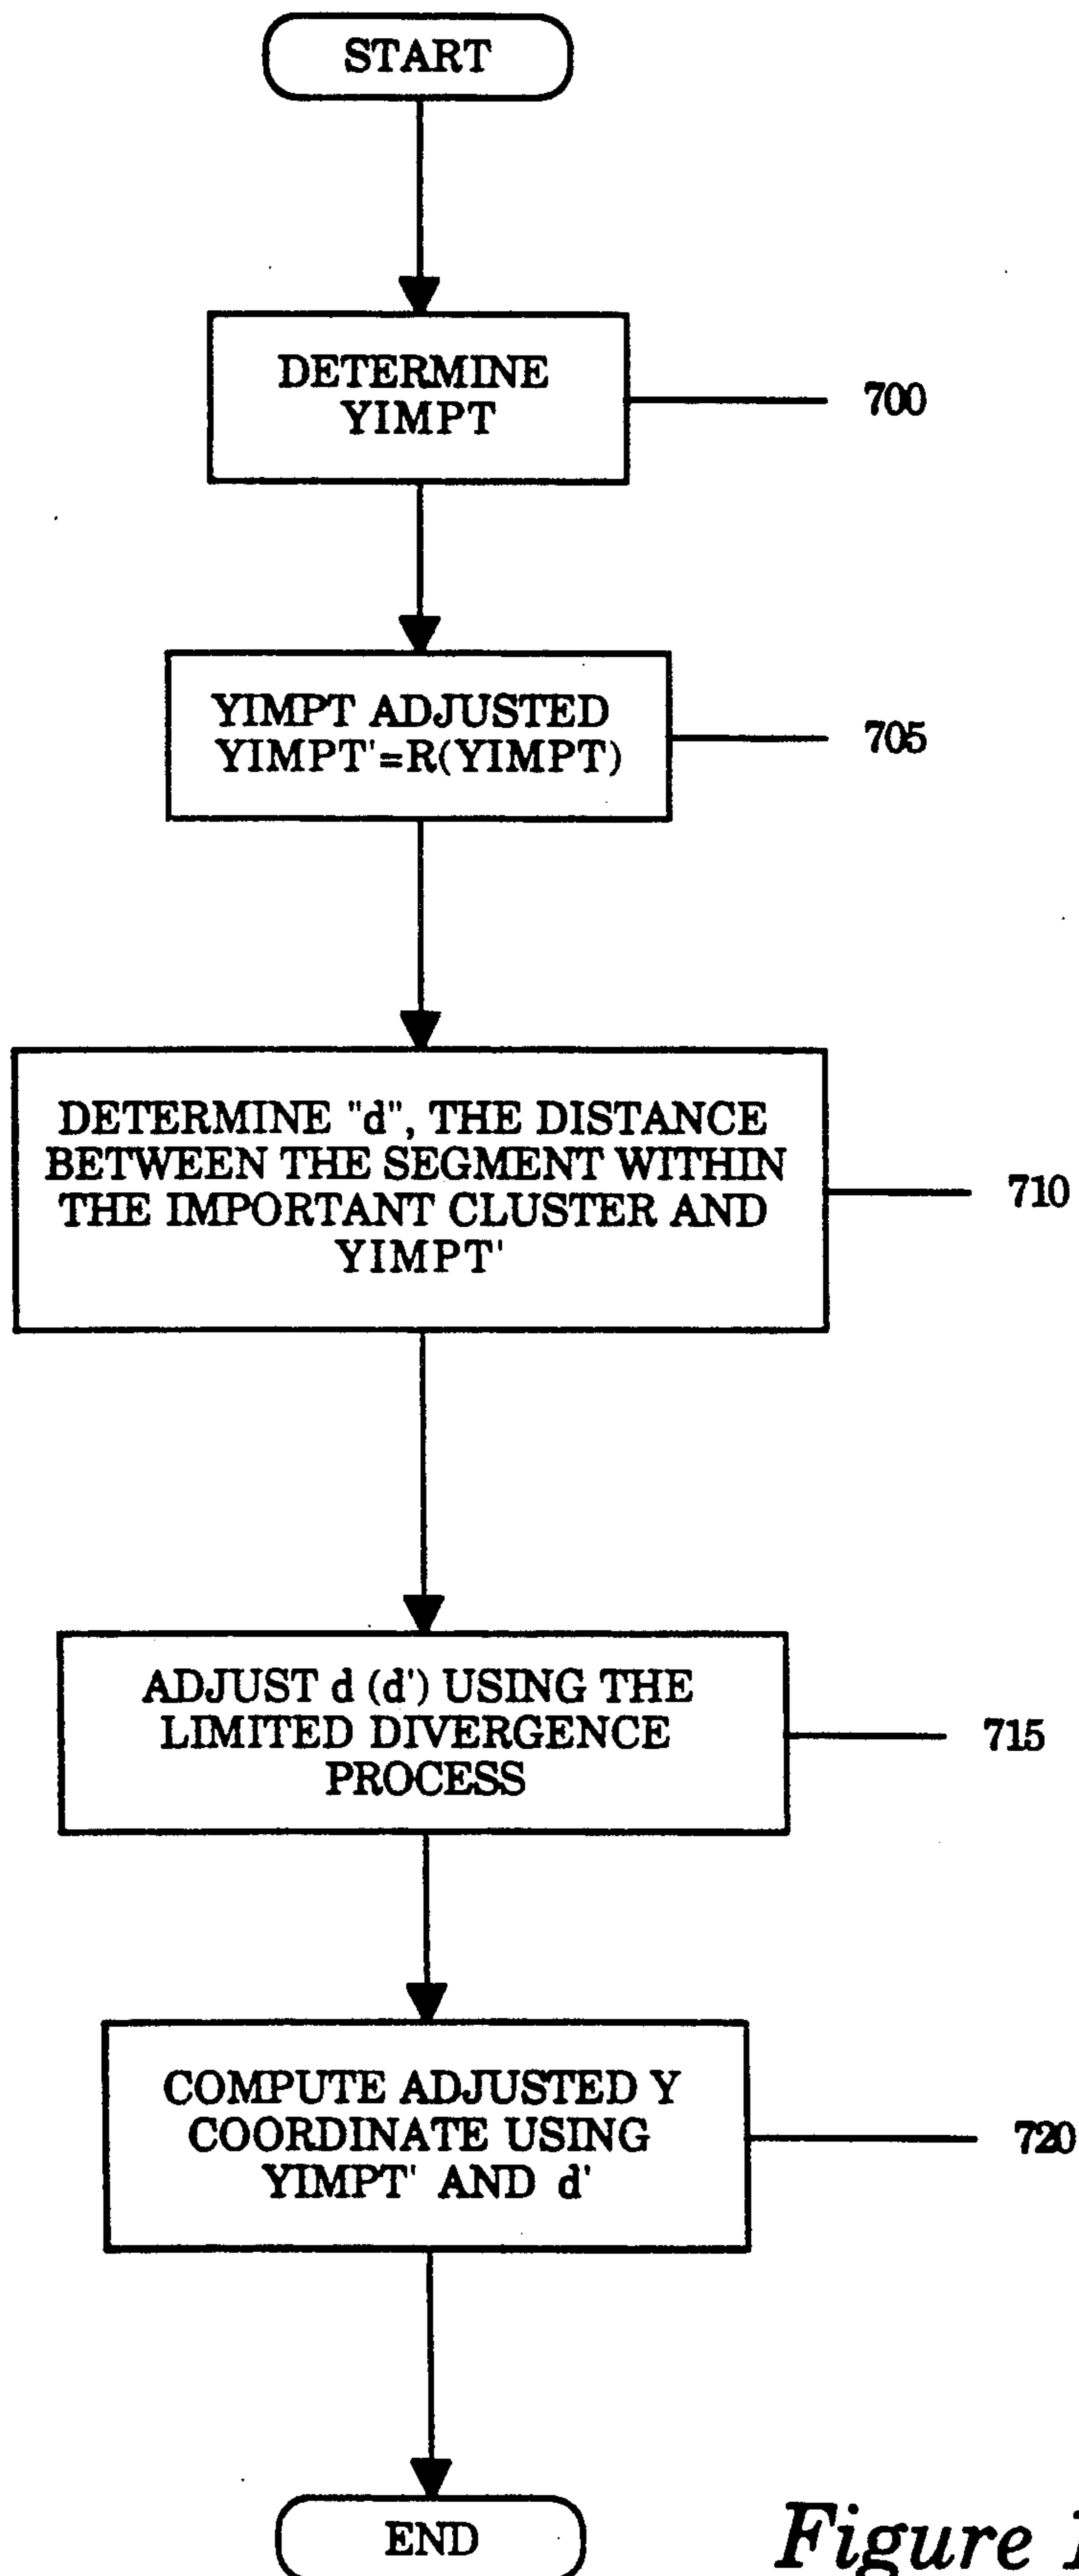 START
DETERMINE
YIMPT
700
YIMPT ADJUSTED
YIMPT'=R(YIMPT)
705
DETERMINE "d", THE DISTANCE
BETWEEN THE SEGMENT WITHIN
THE IMPORTANT CLUSTER AND
YIMPT'
710
ADJUST d (d') USING THE
LIMITED DIVERGENCE
PROCESS
715
COMPUTE ADJUSTED Y
COORDINATE USING
YIMPT' AND d'
720
END
Figure